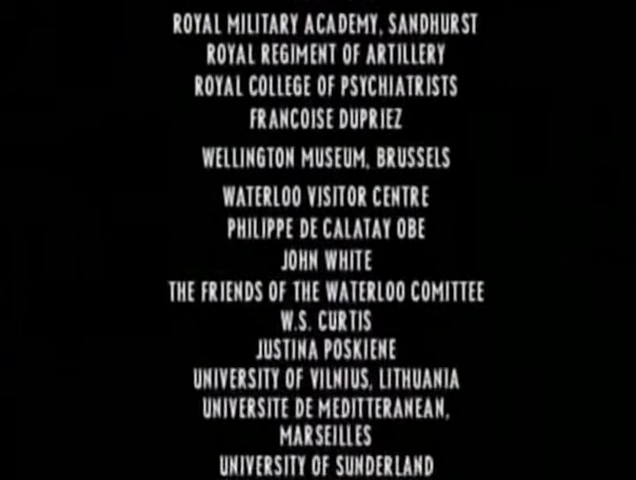 ROYAL MILITARY ACADEMY, SANDHURST
ROYAL REGIMENT OF ARTILLERY
ROYAL COLLEGE OF PSYCHIATRISTS
FRANCOISE DUPRIEZ
WELLINGTON MUSEUM, BRUSSELS
WATERLOO VISITOR CENTRE
PHILIPPE DE CALATAY OBE
JOHN WHITE
THE FRIENDS OF THE WATERLOO COMITTEE
W.S. CURTIS
JUSTINA POSKIENE
UNIVERSITY OF VILNIUS, LITHUANIA
UNIVERSITE DE MEDITTERANEAN,
MARSEILLES
UNIVERSITY OF SUNDERLAND